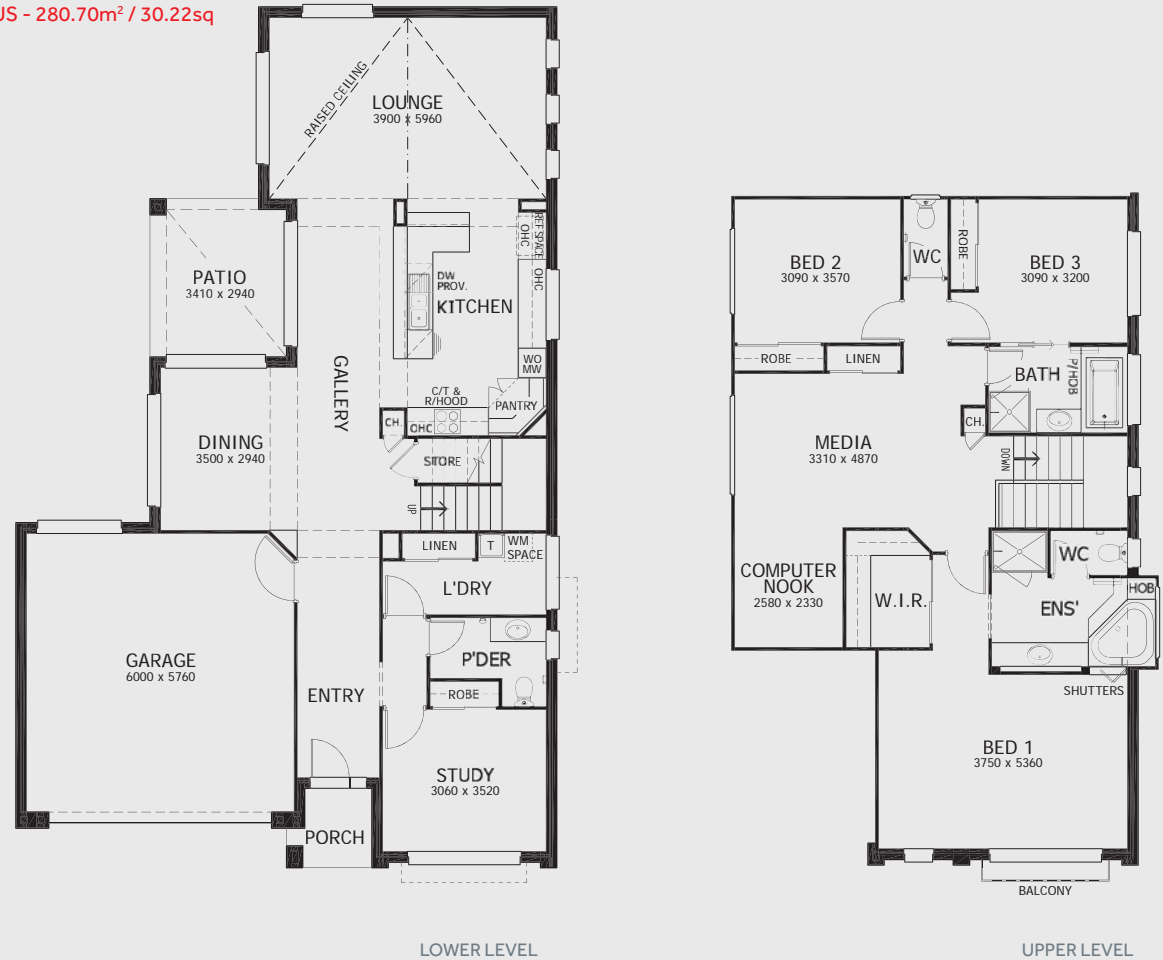 US - 280.70m² / 30.22sq
RAISED CEILING
LOUNGE
3900 x 5960
PATIO
3410 x 2940
GALLERY
DW
PROV.
KITCHEN
REF SPACE
OHC
OHC
WO
MW
C/T &
R/HOOD
PANTRY
CH.
OHC
DINING
3500 x 2940
STORE
UP
LINEN
T
WM
SPACE
L'DRY
P'DER
ROBE
GARAGE
6000 x 5760
ENTRY
STUDY
3060 x 3520
PORCH
LOWER LEVEL
BED 2
3090 x 3570
WC
ROBE
BED 3
3090 x 3200
ROBE
LINEN
BATH
P/HOB
CH.
MEDIA
3310 x 4870
DOWN
COMPUTER
NOOK
2580 x 2330
W.I.R.
WC
ENS'
HOB
SHUTTERS
BED 1
3750 x 5360
BALCONY
UPPER LEVEL